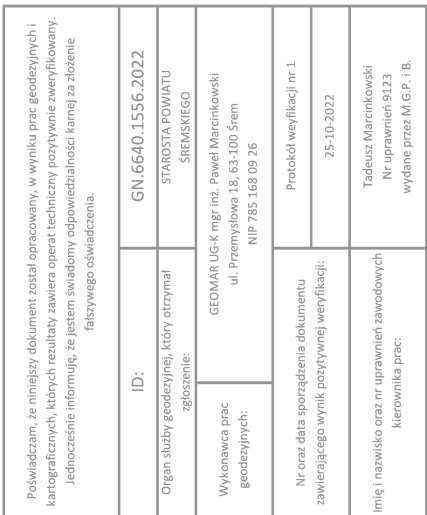 Poświadczam, że niniejszy dokument został opracowany, w wyniku prac geodezyjnych i
kartograficznych, których rezultaty zawiera operat techniczny pozytywnie zweryfikowany.
Jednocześnie informuję, że jestem świadomy odpowiedzialności karnej za złożenie
fałszywego oświadczenia.
ID:
GN.6640.1556.2022
Organ służby geodezyjnej, który otrzymał
zgłoszenie:
STAROSTA POWIATU
ŚREMSKIEGO
Wykonawca prac
geodezyjnych:
GEOMAR UG-K mgr inż. Paweł Marcinkowski
ul. Przemysłowa 18, 63-100 Śrem
NIP 785 168 09 26
Nr oraz data sporządzenia dokumentu
zawierającego wynik pozytywnej weryfikacji:
Protokół weyfikacji nr 1
25-10-2022
Imię i nazwisko oraz nr uprawnień zawodowych
kierownika prac:
Tadeusz Marcinkowski
Nr uprawnień 9123
wydane przez M.G.P. i B.